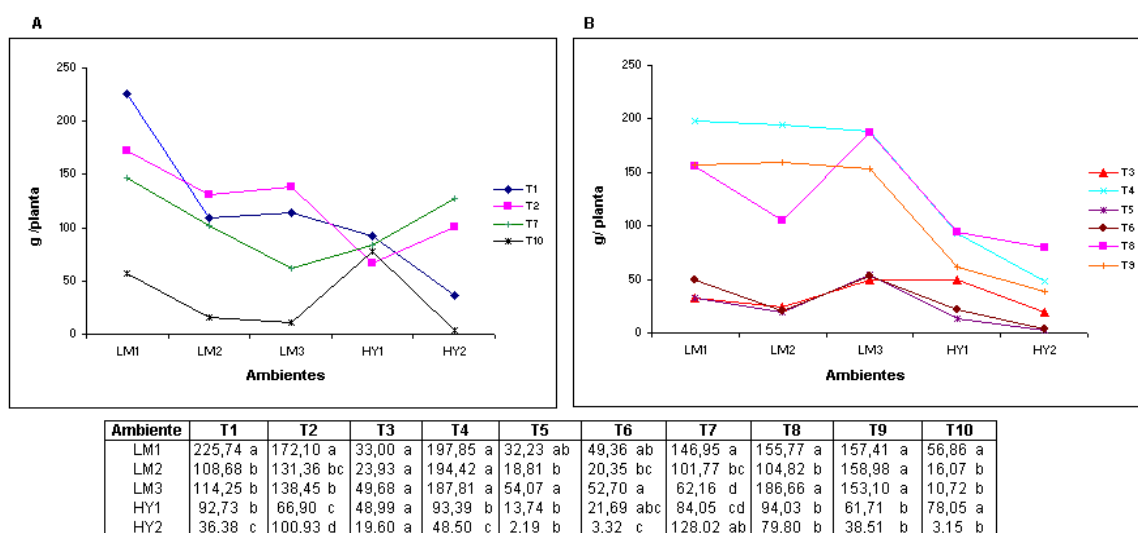 A
250
200
150
100
50
0
g /planta
LM1 LM2 LM3 HY1 HY2
Ambientes
T1
T2
T7
T10
B
250
200
150
100
50
0
g/ planta
LM1 LM2 LM3 HY1 HY2
Ambientes
T3
T4
T5
T6
T8
T9
Ambiente T1 T2 T3 T4 T5 T6 T7 T8 T9 T10
LM1 225,74 a 172,10 a 33,00 a 197,85 a 32,23 ab 49,36 ab 146,95 a 155,77 a 157,41 a 56,86 a
LM2 108,68 b 131,36 bc 23,93 a 194,42 a 18,81 b 20,35 bc 101,77 bc 104,82 b 158,98 a 16,07 b
LM3 114,25 b 138,45 b 49,68 a 187,81 a 54,07 a 52,70 a 62,16 d 186,66 a 153,10 a 10,72 b
HY1 92,73 b 66,90 c 48,99 a 93,39 b 13,74 b 21,69 abc 84,05 cd 94,03 b 61,71 b 78,05 a
HY2 36,38 c 100,93 d 19,60 a 48,50 c 2,19 b 3,32 c 128,02 ab 79,80 b 38,51 b 3,15 b